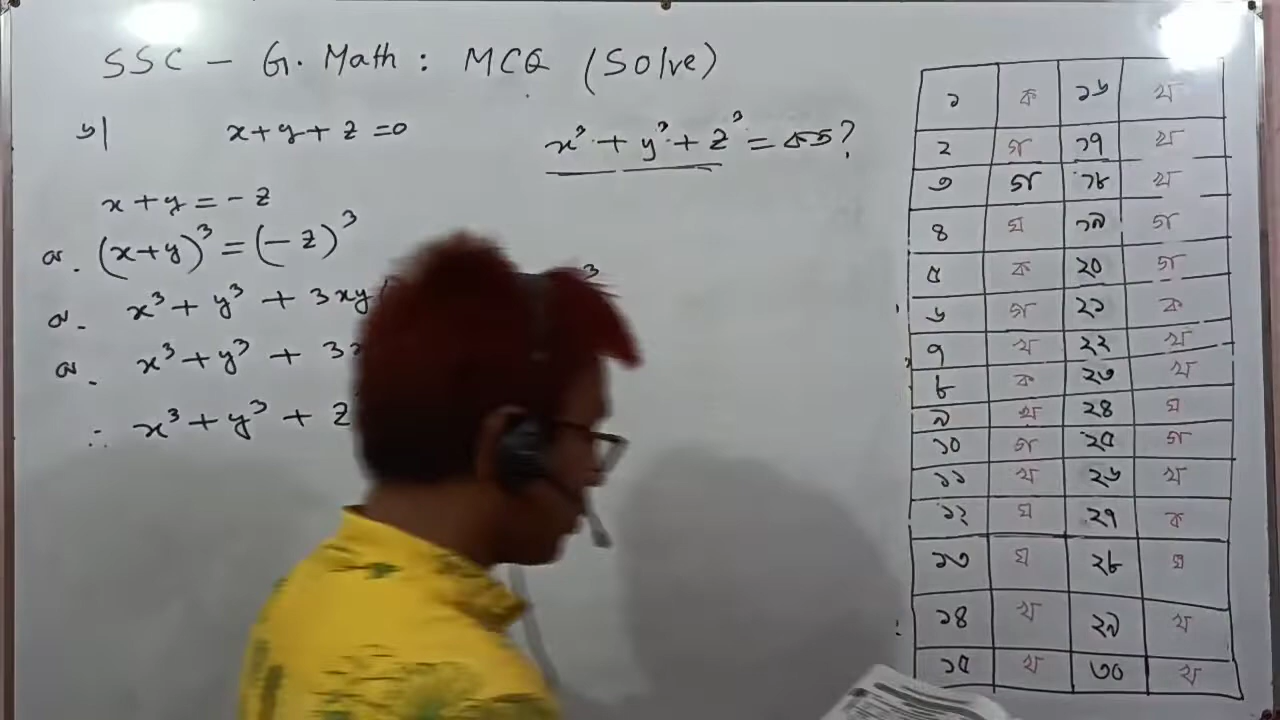 SSC - G. Math : MCQ (Solve)
৬| x+y+z=0 x³+y³+z³ = কত?
x+y=-z
বা. (x+y)³=(-z)³
বা. x³+y³+3xy
বা. x³+y³+3
∴ x³+y³+z
১ ক ১৬ খ
২ গ ১৭ খ
৩ গ ১৮ খ
৪ ঘ ১৯ গ
৫ ক ২০ গ
৬ গ ২১ ক
৭ খ ২২ খ
৮ ক ২৩ খ
৯ খ ২৪ ঘ
১০ গ ২৫ গ
১১ খ ২৬ খ
১২ ঘ ২৭ ক
১৩ ঘ ২৮ ঘ
১৪ খ ২৯ খ
১৫ খ ৩০ খ